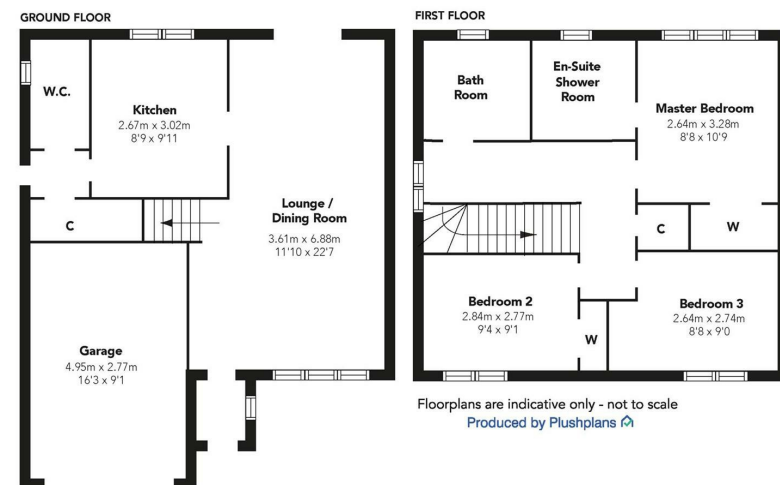 GROUND FLOOR
W.C.
Kitchen
2.67m x 3.02m
8'9 x 9'11
C
Lounge /
Dining Room
3.61m x 6.88m
11'10 x 22'7
Garage
4.95m x 2.77m
16'3 x 9'1
FIRST FLOOR
Bath
Room
En-Suite
Shower
Room
Master Bedroom
2.64m x 3.28m
8'8 x 10'9
C
W
Bedroom 2
2.84m x 2.77m
9'4 x 9'1
W
Bedroom 3
2.64m x 2.74m
8'8 x 9'0
Floorplans are indicative only - not to scale
Produced by Plushplans